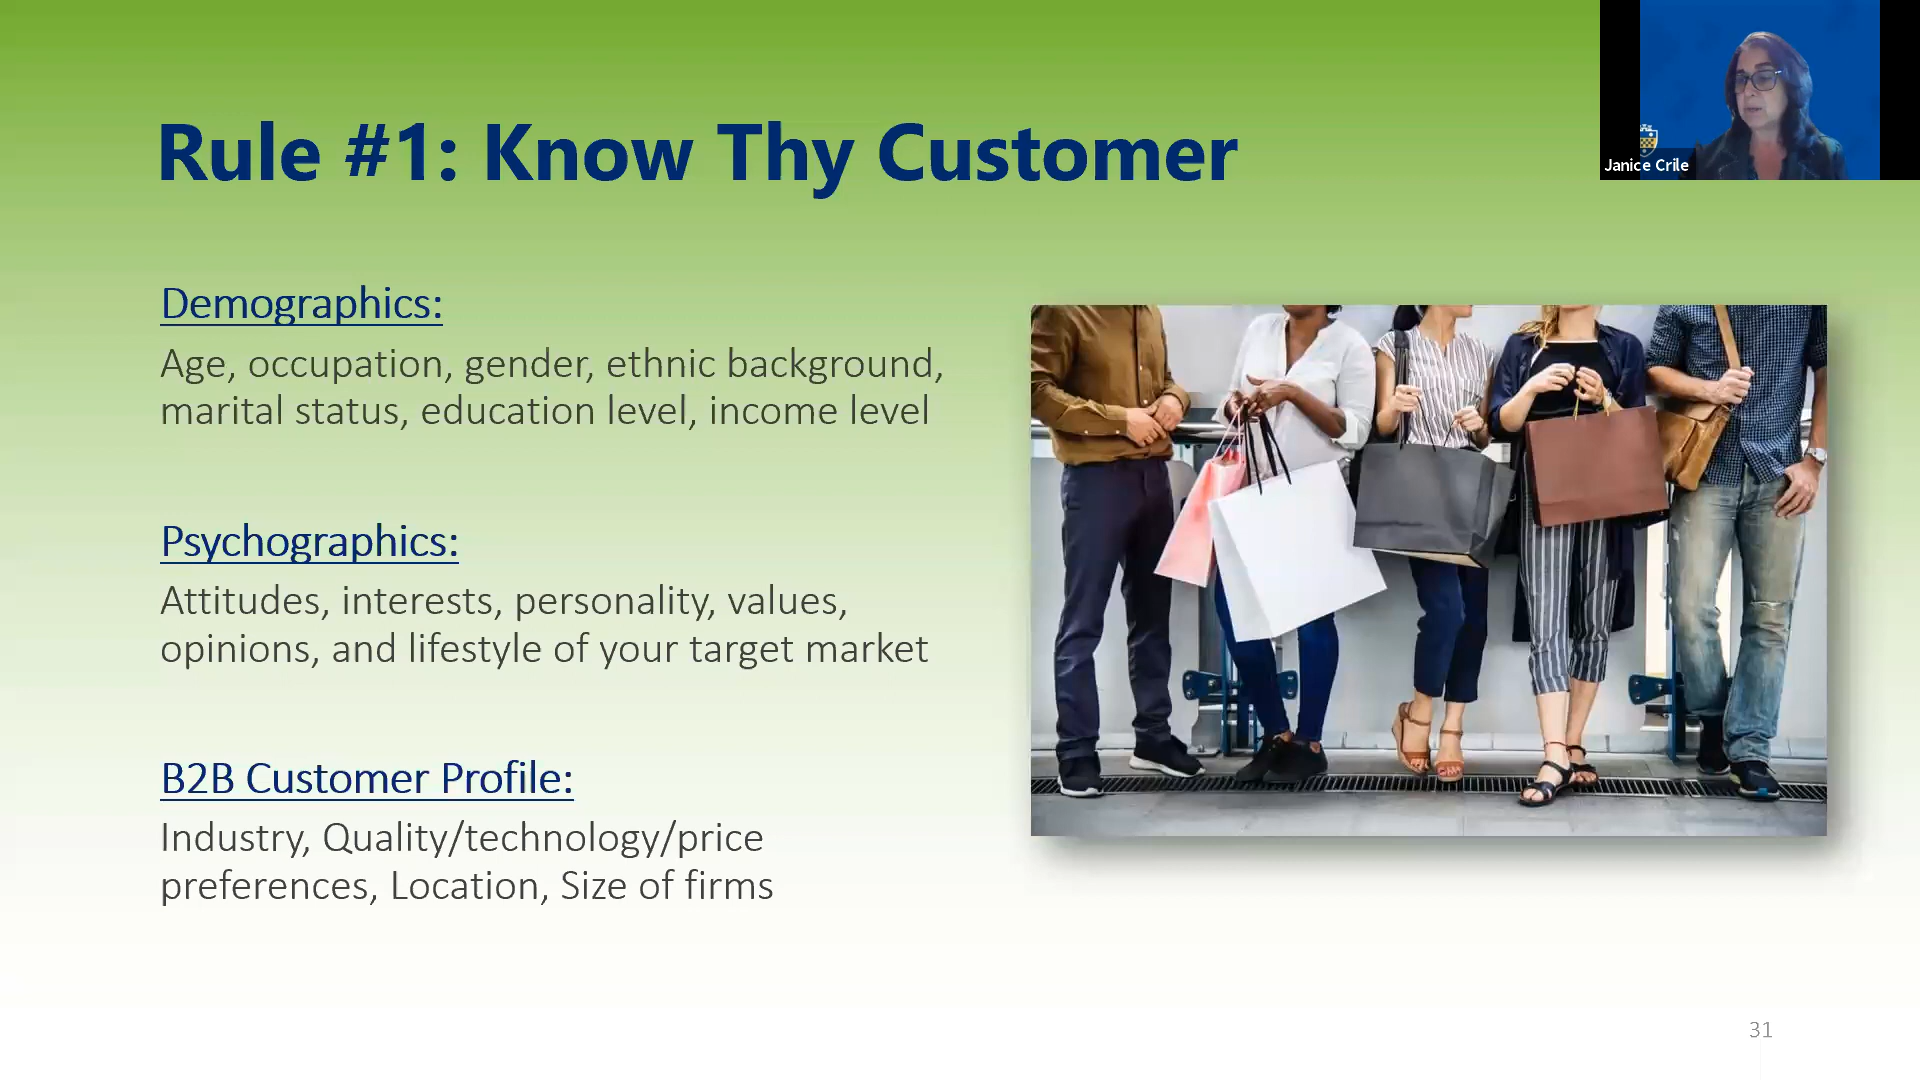 Rule #1: Know Thy Customer
Janice Crile
Demographics:
Age, occupation, gender, ethnic background,
marital status, education level, income level
Psychographics:
Attitudes, interests, personality, values,
opinions, and lifestyle of your target market
B2B Customer Profile:
Industry, Quality/technology/price
preferences, Location, Size of firms
31